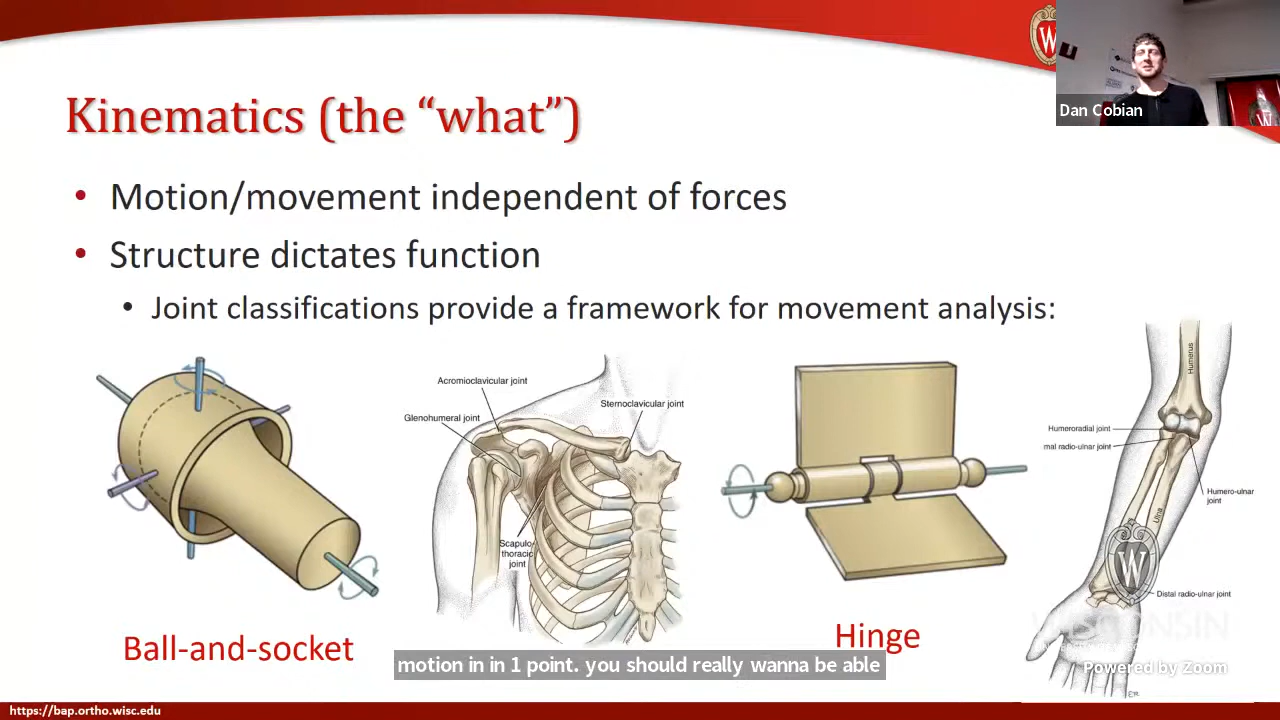 Kinematics (the “what”)
W
Dan Cobian
• Motion/movement independent of forces
• Structure dictates function
• Joint classifications provide a framework for movement analysis:
Acromioclavicular joint
Glenohumeral joint
Sternoclavicular joint
Scapulo-
thoracic
joint
Humerus
Humeroradial joint
mal radio-ulnar joint
Humero-ulnar
joint
Ulna
W
Distal radio-ulnar joint
Ball-and-socket
Hinge
WISCONSIN
motion in in 1 point. you should really wanna be able
Powered by Zoom
https://bap.ortho.wisc.edu